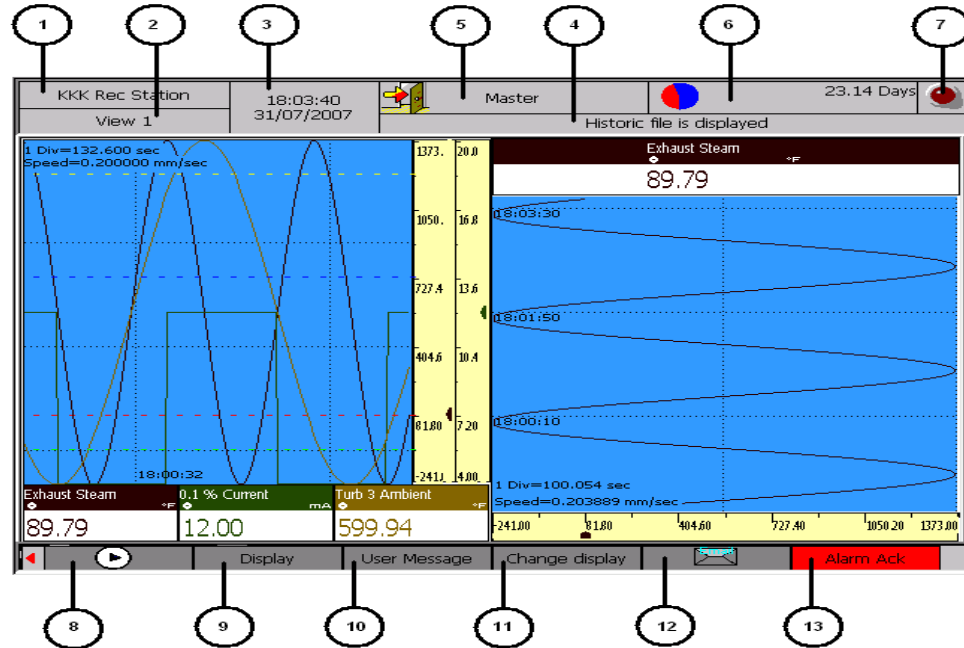 1 2 3 5 4 6 7
KKK Rec Station
View 1
18:03:40
31/07/2007
Master
23.14 Days
Historic file is displayed
1 Div=132.600 sec
Speed=0.200000 mm/sec
18:00:32
1373.
1050.
727.4
404.6
81.80
-241.(
20.0
16.8
13.6
10.4
7.20
4.00
Exhaust Steam
°F
89.79
0.1 % Current
mA
12.00
Turb 3 Ambient
°F
599.94
Exhaust Steam
°F
89.79
18:03:30
18:01:50
18:00:10
1 Div=100.054 sec
Speed=0.203889 mm/sec
-241.00 81.80 404.60 727.40 1050.20 1373.00
Display
User Message
Change display
Alarm Ack
8 9 10 11 12 13